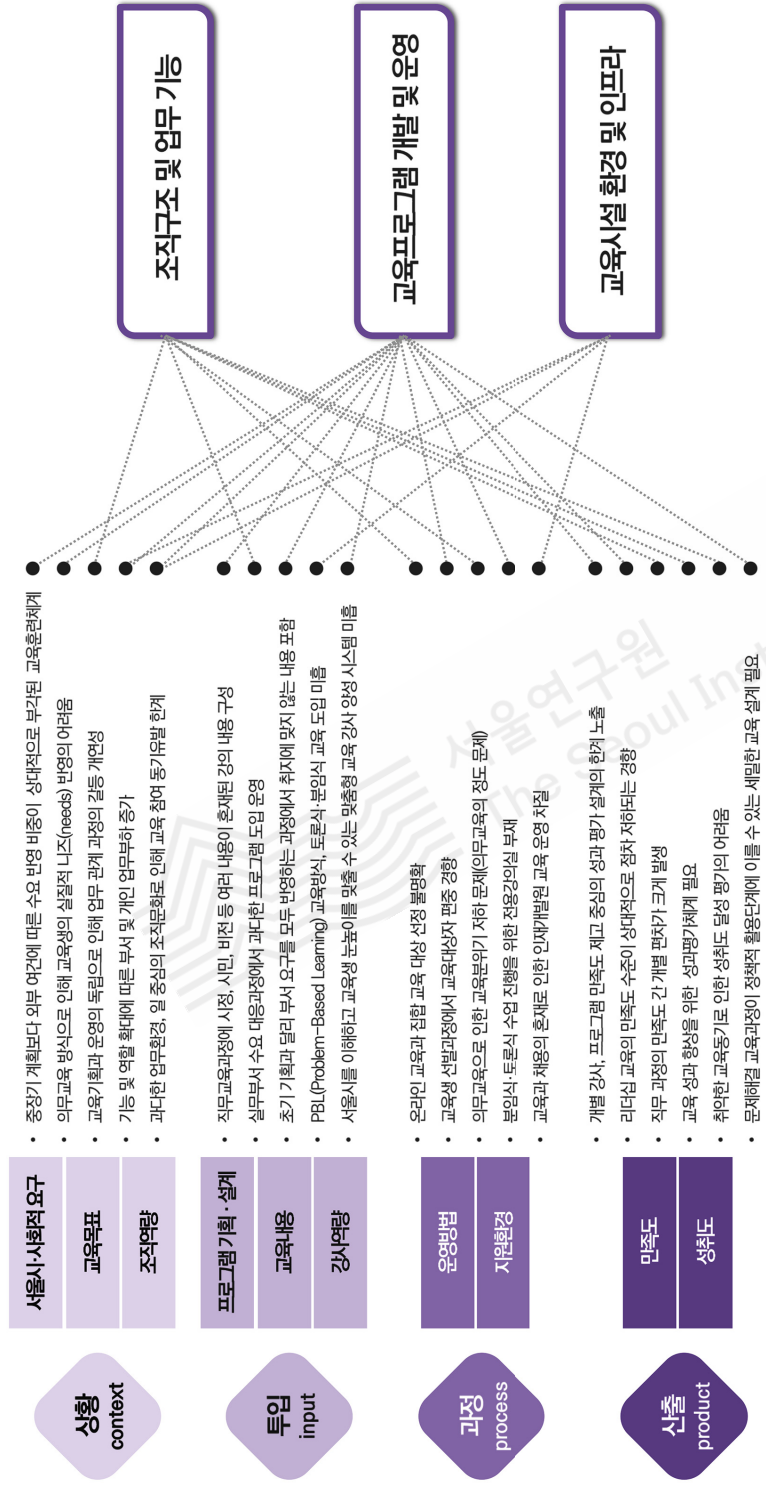 상황
context
서울시·사회적 요구
교육목표
조직역량
• 중장기 계획보다 외부 여건에 따른 수요 반영 비중이 상대적으로 부각된 교육훈련체계
• 의무교육 방식으로 인해 교육생의 실질적 니즈(needs) 반영의 어려움
• 교육기획과 운영의 독립으로 인해 업무 관계 과정의 갈등 개연성
• 기능 및 역할 확대에 따른 부서 및 개인 업무부하 증가
• 과다한 업무환경, 일 중심의 조직문화로 인해 교육 참여 동기유발 한계
투입
input
프로그램 기획·설계
교육내용
강사역량
• 직무교육과정에 시정, 시민, 비전 등 여러 내용이 혼재된 강의 내용 구성
• 실무부서 수요 대응과정에서 과다한 프로그램 도입 운영
• 초기 기획과 달리 부서 요구를 모두 반영하는 과정에서 취지에 맞지 않는 내용 포함
• PBL(Problem-Based Learning) 교육방식, 토론식·분임식 교육 도입 미흡
• 서울시를 이해하고 교육생 눈높이를 맞출 수 있는 맞춤형 교육 강사 양성 시스템 미흡
과정
process
운영방법
지원환경
• 온라인 교육과 집합 교육 대상 선정 불명확
• 교육생 선발과정에서 교육대상자 편중 경향
• 의무교육으로 인한 교육분위기 저하 문제(의무교육의 정도 문제)
• 분임식·토론식 수업 진행을 위한 전용강의실 부재
• 교육과 채용의 혼재로 인한 인재개발원 교육 운영 차질
산출
product
만족도
성취도
• 개별 강사, 프로그램 만족도 제고 중심의 성과 평가 설계의 한계 노출
• 리더십 교육의 만족도 수준이 상대적으로 점차 저하되는 경향
• 직무 과정의 만족도 간 개별 편차가 크게 발생
• 교육 성과 향상을 위한 성과평가체계 필요
• 취약한 교육동기로 인한 성취도 달성 평가의 어려움
• 문제해결 교육과정이 정책적 활용단계에 이를 수 있는 세밀한 교육 설계 필요
조직구조 및 업무 기능
교육프로그램 개발 및 운영
교육시설 환경 및 인프라
서울연구원
The Seoul Inst